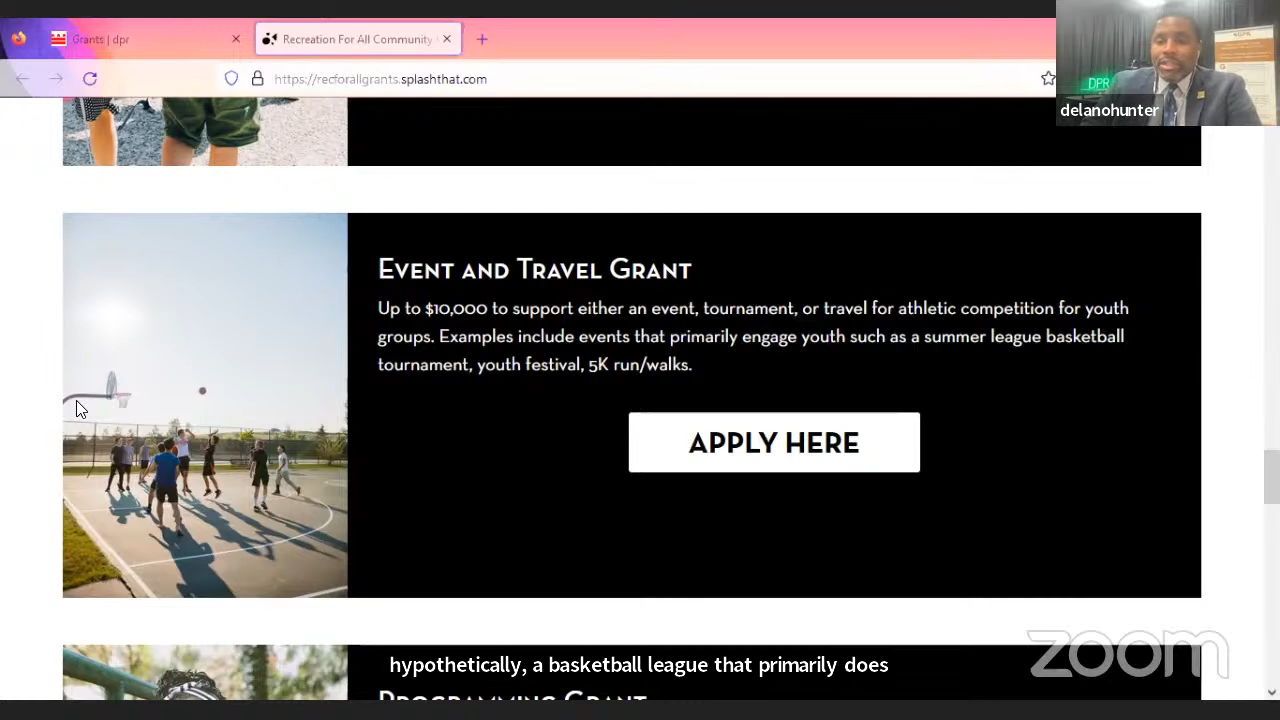 Grants | dpr
Recreation For All Community
https://recforallgrants.splashthat.com
DPR
delanohunter
Event and Travel Grant
Up to $10,000 to support either an event, tournament, or travel for athletic competition for youth
groups. Examples include events that primarily engage youth such as a summer league basketball
tournament, youth festival, 5K run/walks.
APPLY HERE
zoom
hypothetically, a basketball league that primarily does
Programming Grant